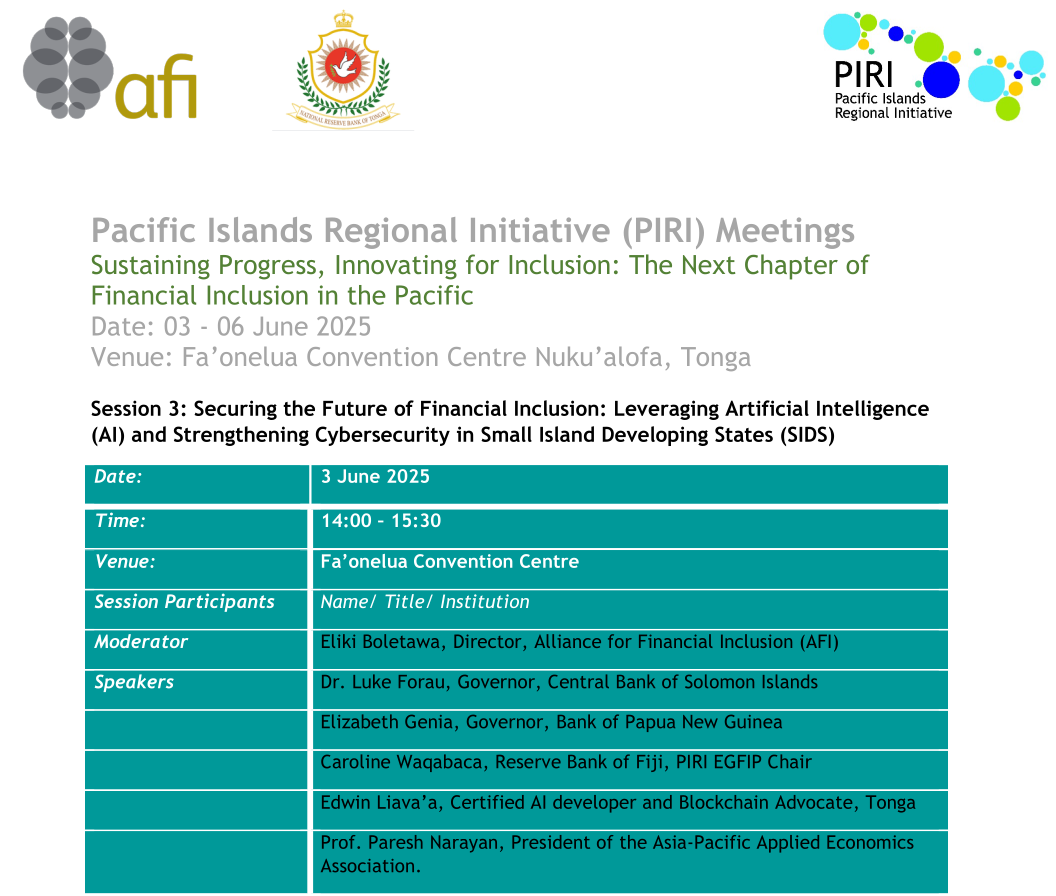 afi
NATIONAL RESERVE BANK OF TONGA
PIRI
Pacific Islands
Regional Initiative
Pacific Islands Regional Initiative (PIRI) Meetings
Sustaining Progress, Innovating for Inclusion: The Next Chapter of
Financial Inclusion in the Pacific
Date: 03 - 06 June 2025
Venue: Fa’onelua Convention Centre Nuku’alofa, Tonga
Session 3: Securing the Future of Financial Inclusion: Leveraging Artificial Intelligence
(AI) and Strengthening Cybersecurity in Small Island Developing States (SIDS)
Date: 3 June 2025
Time: 14:00 – 15:30
Venue: Fa’onelua Convention Centre
Session Participants Name/ Title/ Institution
Moderator Eliki Boletawa, Director, Alliance for Financial Inclusion (AFI)
Speakers Dr. Luke Forau, Governor, Central Bank of Solomon Islands
Elizabeth Genia, Governor, Bank of Papua New Guinea
Caroline Waqabaca, Reserve Bank of Fiji, PIRI EGFIP Chair
Edwin Liava’a, Certified AI developer and Blockchain Advocate, Tonga
Prof. Paresh Narayan, President of the Asia-Pacific Applied Economics
Association.